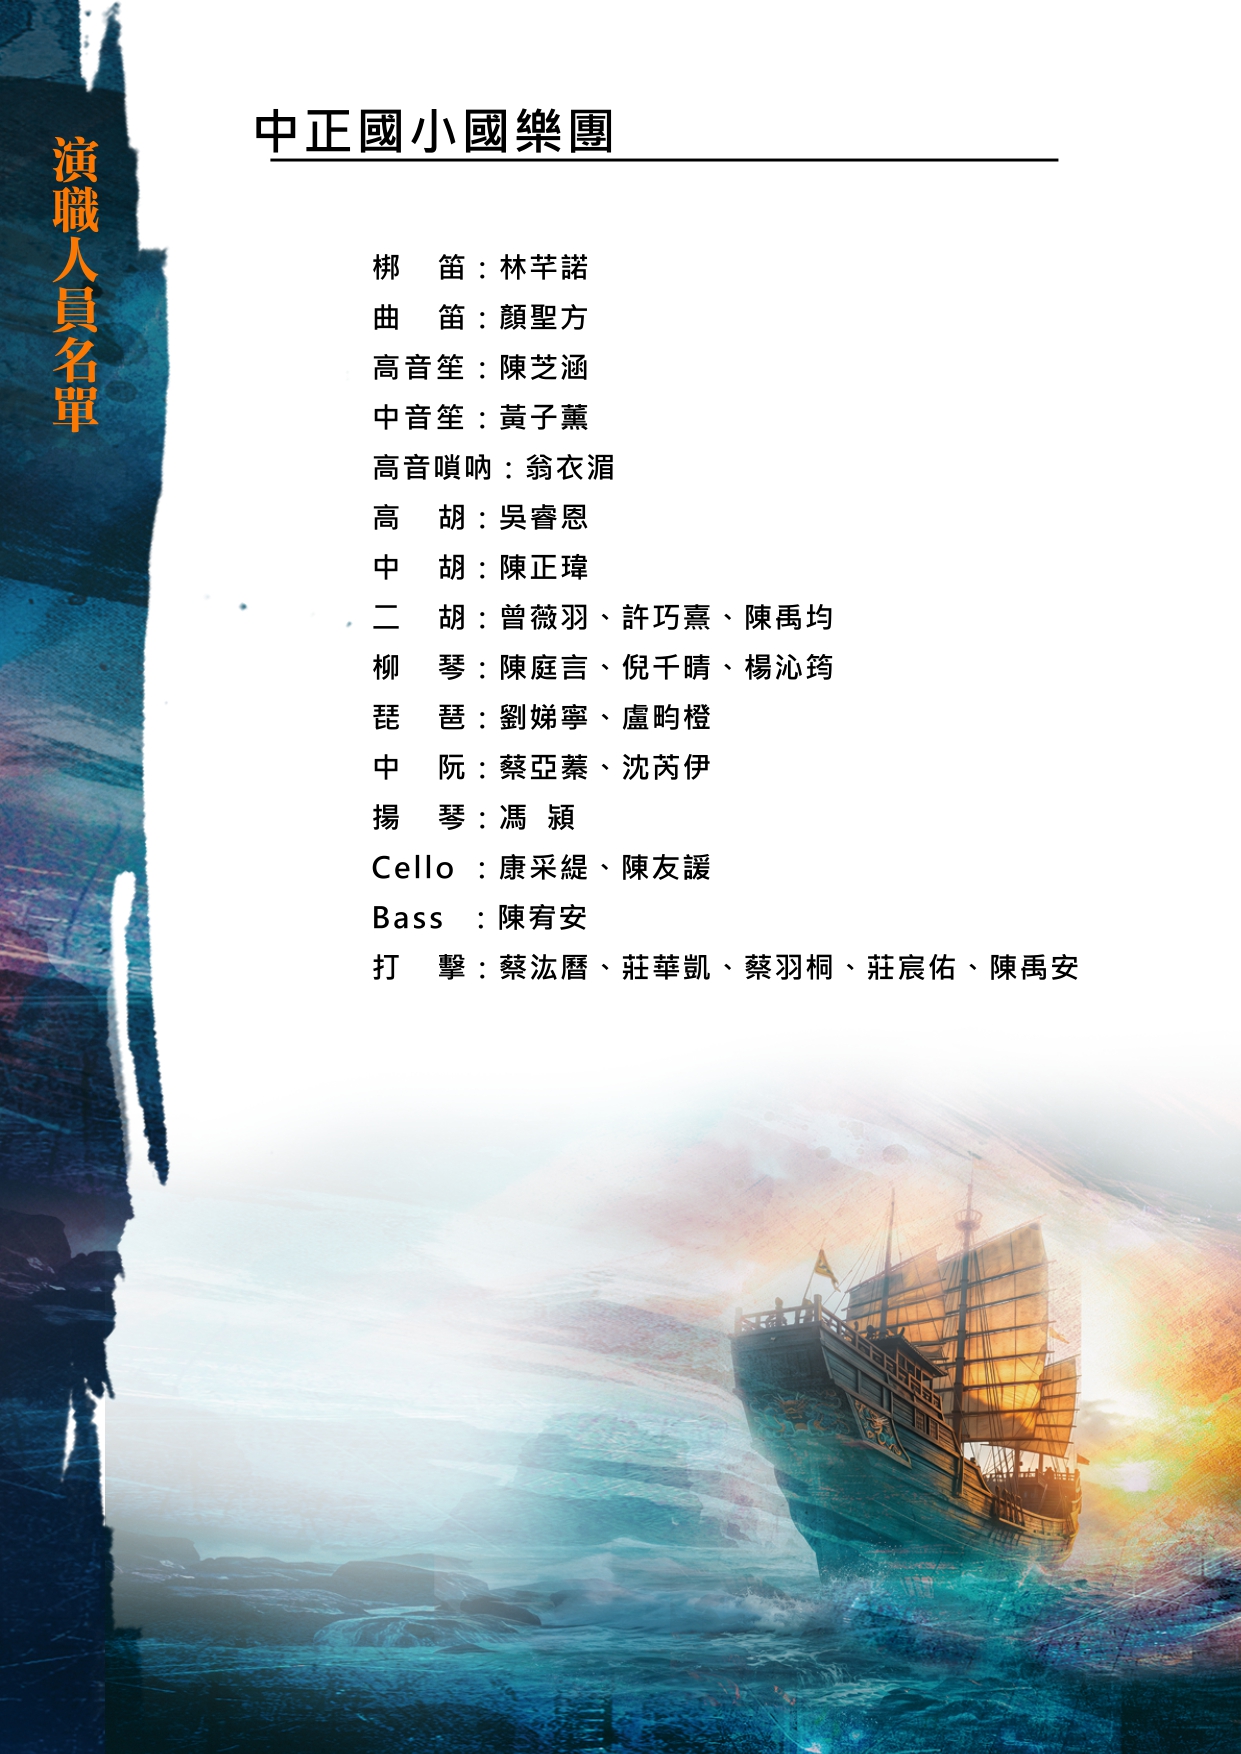 演職人員名單
中正國小國樂團
梆　笛：林芊諾
曲　笛：顏聖方
高音笙：陳芝涵
中音笙：黃子薰
高音嗩吶：翁衣湄
高　胡：吳睿恩
中　胡：陳正瑋
二　胡：曾薇羽、許巧熹、陳禹均
柳　琴：陳庭言、倪千晴、楊沁筠
琵　琶：劉娣寧、盧畇橙
中　阮：蔡亞蓁、沈芮伊
揚　琴：馮　潁
Cello ：康采緹、陳友諼
Bass ：陳宥安
打　擊：蔡汯曆、莊華凱、蔡羽桐、莊宸佑、陳禹安